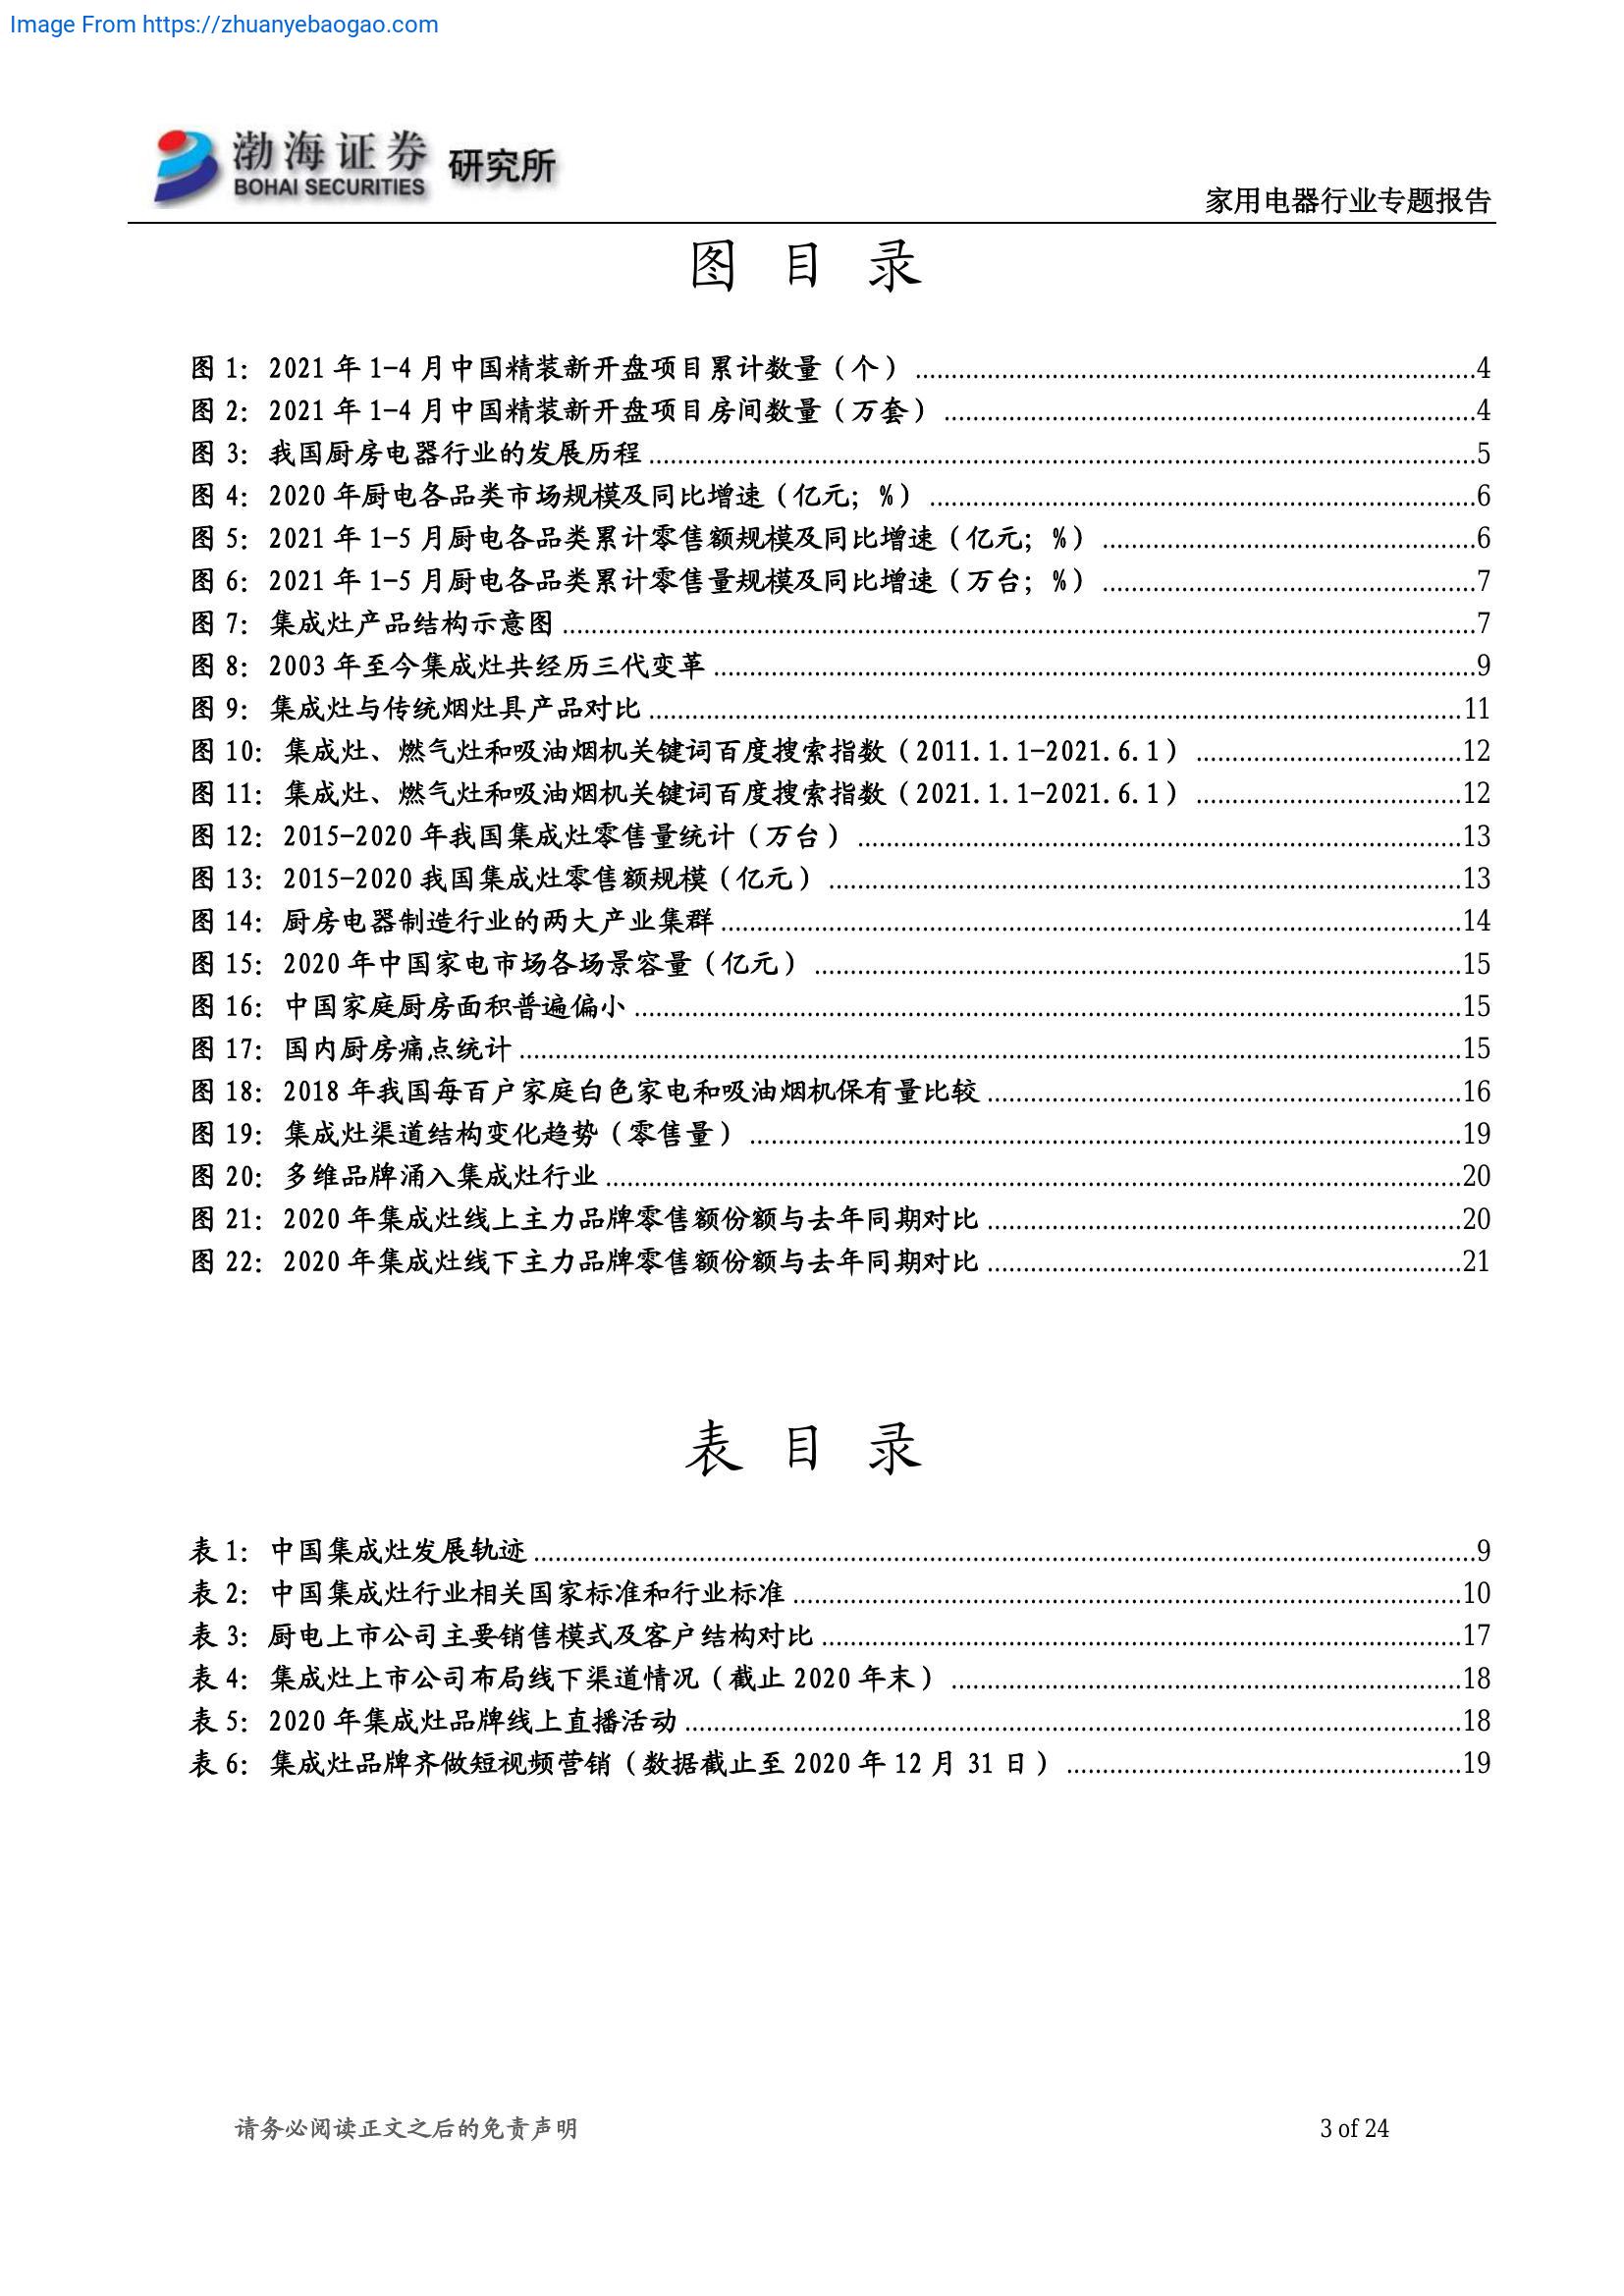 Image From https://zhuanyebaogao.com
渤海证券 研究所
BOHAI SECURITIES
家用电器行业专题报告
图 目 录
图 1：2021 年 1-4 月中国精装新开盘项目累计数量（个）......4
图 2：2021 年 1-4 月中国精装新开盘项目房间数量（万套）......4
图 3：我国厨房电器行业的发展历程......5
图 4：2020 年厨电各品类市场规模及同比增速（亿元；%）......6
图 5：2021 年 1-5 月厨电各品类累计零售额规模及同比增速（亿元；%）......6
图 6：2021 年 1-5 月厨电各品类累计零售量规模及同比增速（万台；%）......7
图 7：集成灶产品结构示意图......7
图 8：2003 年至今集成灶共经历三代变革......9
图 9：集成灶与传统烟灶具产品对比......11
图 10：集成灶、燃气灶和吸油烟机关键词百度搜索指数（2011.1.1-2021.6.1）......12
图 11：集成灶、燃气灶和吸油烟机关键词百度搜索指数（2021.1.1-2021.6.1）......12
图 12：2015-2020 年我国集成灶零售量统计（万台）......13
图 13：2015-2020 我国集成灶零售额规模（亿元）......13
图 14：厨房电器制造行业的两大产业集群......14
图 15：2020 年中国家电市场各场景容量（亿元）......15
图 16：中国家庭厨房面积普遍偏小......15
图 17：国内厨房痛点统计......15
图 18：2018 年我国每百户家庭白色家电和吸油烟机保有量比较......16
图 19：集成灶渠道结构变化趋势（零售量）......19
图 20：多维品牌涌入集成灶行业......20
图 21：2020 年集成灶线上主力品牌零售额份额与去年同期对比......20
图 22：2020 年集成灶线下主力品牌零售额份额与去年同期对比......21
表 目 录
表 1：中国集成灶发展轨迹......9
表 2：中国集成灶行业相关国家标准和行业标准......10
表 3：厨电上市公司主要销售模式及客户结构对比......17
表 4：集成灶上市公司布局线下渠道情况（截止 2020 年末）......18
表 5：2020 年集成灶品牌线上直播活动......18
表 6：集成灶品牌齐做短视频营销（数据截止至 2020 年 12 月 31 日）......19
请务必阅读正文之后的免责声明
3 of 24